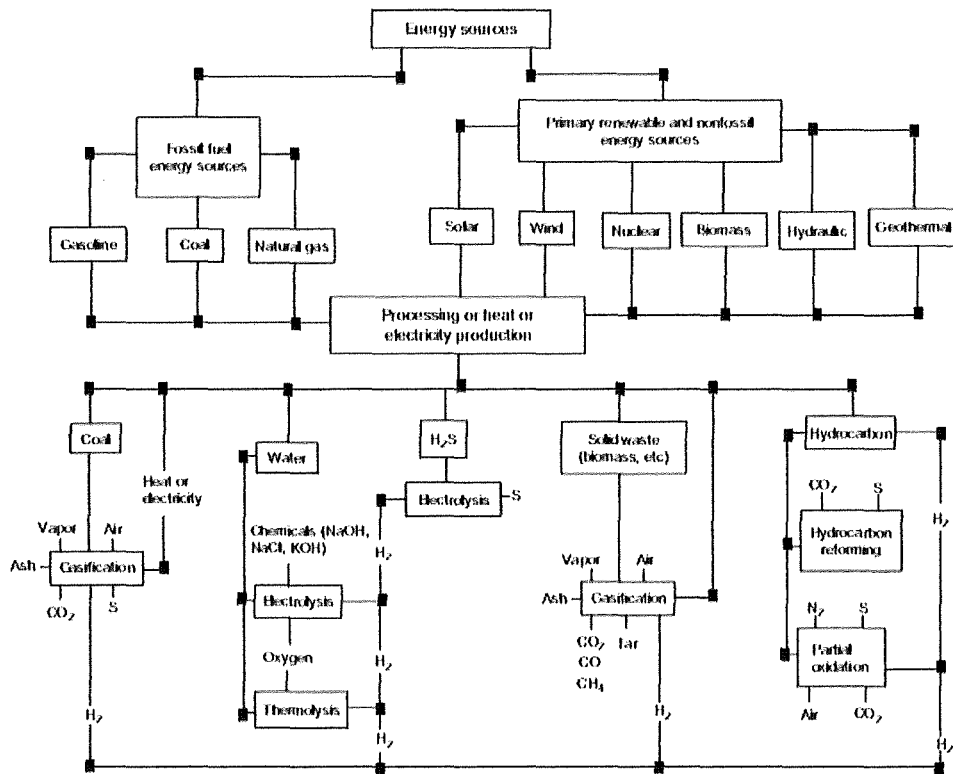 Energy sources
Fossil fuel
energy sources
Primary renewable and nonfossil
energy sources
Gasoline
Coal
Natural gas
Solar
Wind
Nuclear
Biomass
Hydraulic
Geothermal
Processing or heat or
electricity production
Coal
Heat or
electricity
Vapor
Air
Ash
Gasification
CO₂
S
H₂
Water
Chemicals (NaOH,
NaCl, KOH)
Electrolysis
Oxygen
Thermolysis
H₂S
Electrolysis
S
H₂
H₂
H₂
Solid waste
(biomass, etc)
Vapor
Air
Ash
Gasification
CO₂
Tar
CO
CH₄
H₂
Hydrocarbon
CO₂
S
Hydrocarbon
reforming
H₂
N₂
S
Partial
oxidation
Air
CO₂
H₂